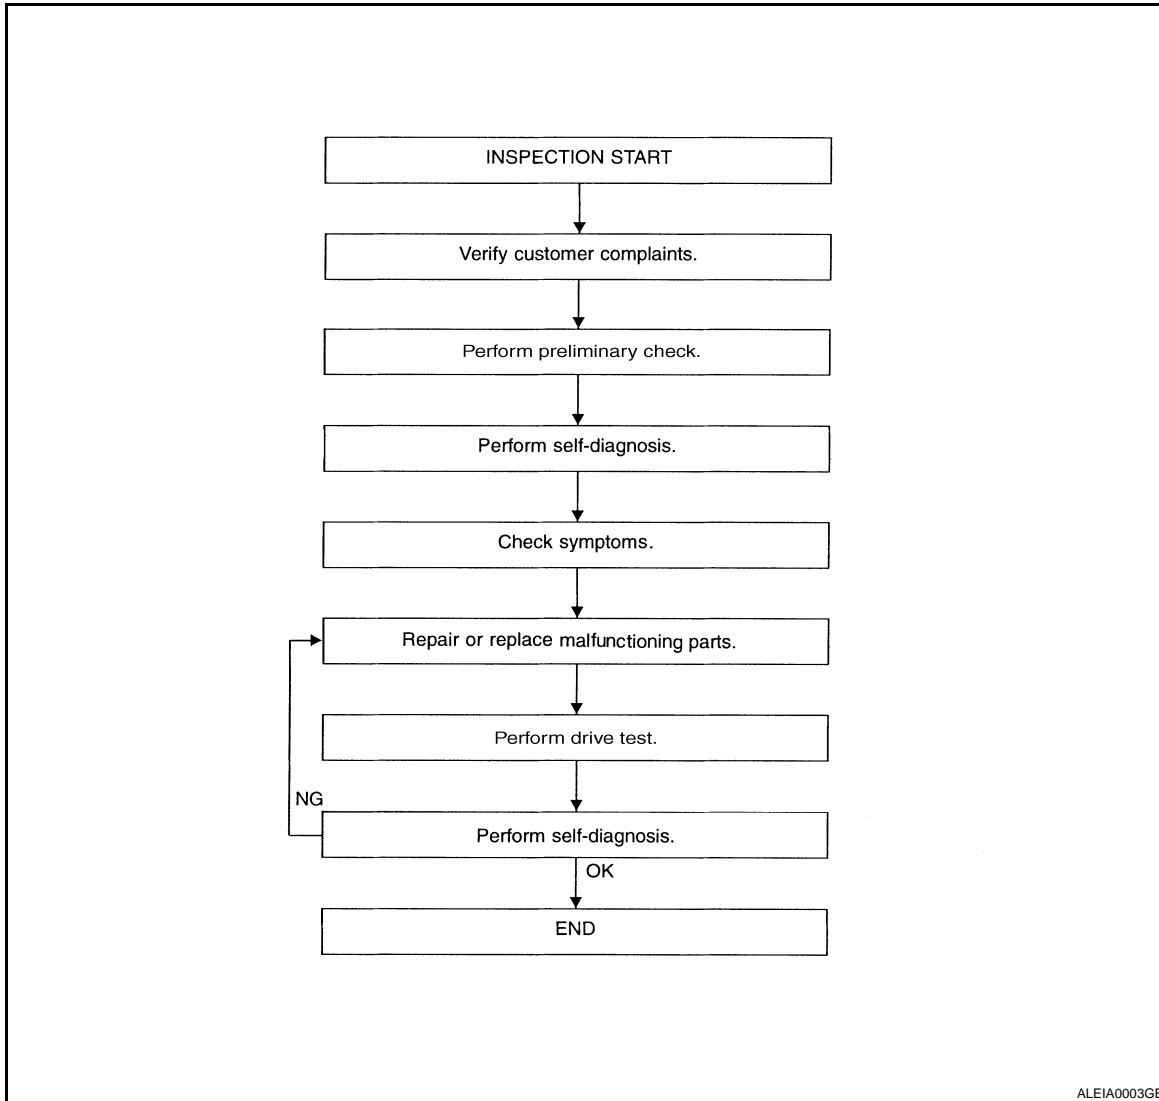 INSPECTION START
Verify customer complaints.
Perform preliminary check.
Perform self-diagnosis.
Check symptoms.
Repair or replace malfunctioning parts.
Perform drive test.
NG
Perform self-diagnosis.
OK
END